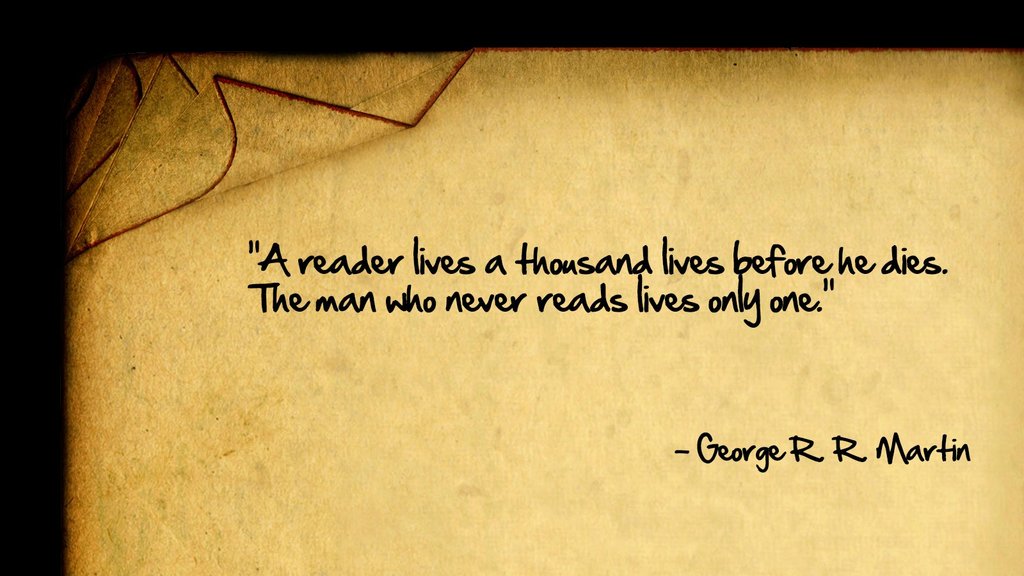 "A reader lives a thousand lives before he dies.
The man who never reads lives only one."
- George R R Martin